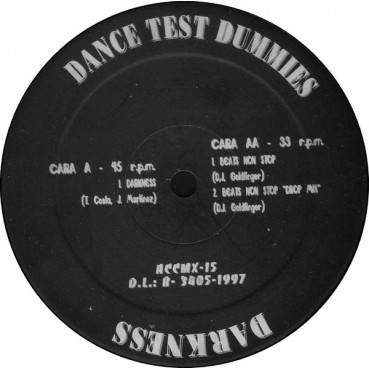 DANCE TEST DUMMIES
CARA A - 45 r.p.m.
1. DARKNESS
(T. Costa, J. Martinez)
CARA AA - 33 r.p.m.
1. BEATS NON STOP
(D.J. Goldfinger)
2. BEATS NON STOP "DROP MIX"
(D.J. Goldfinger)
ACCMX-15
D.L.: B- 3405-1997
DARKNESS